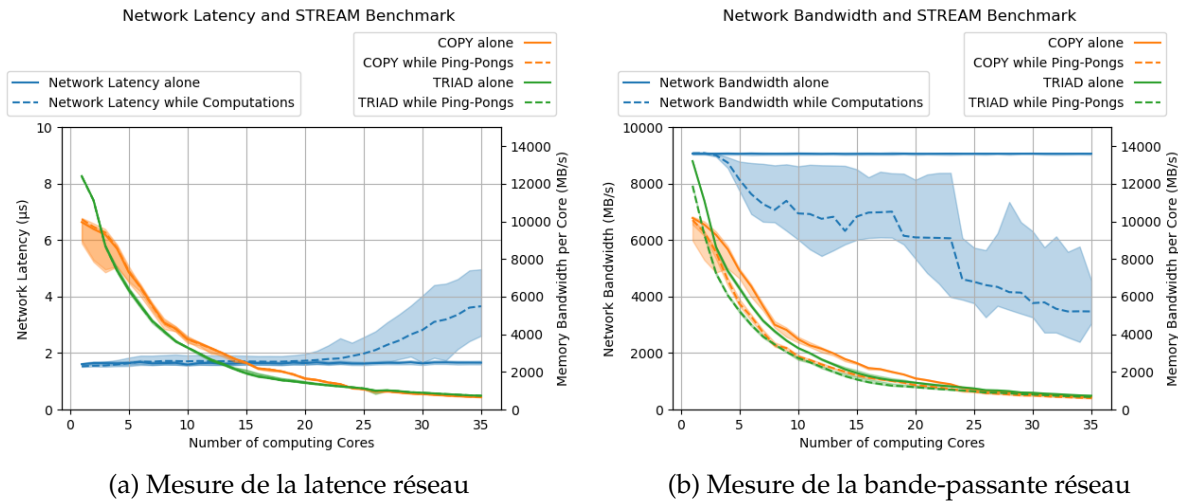 Network Latency and STREAM Benchmark
COPY alone
COPY while Ping-Pongs
TRIAD alone
TRIAD while Ping-Pongs
Network Latency alone
Network Latency while Computations
10
8
6
4
2
0
Network Latency (µs)
14000
12000
10000
8000
6000
4000
2000
0
Memory Bandwidth per Core (MB/s)
0 5 10 15 20 25 30 35
Number of computing Cores
(a) Mesure de la latence réseau
Network Bandwidth and STREAM Benchmark
COPY alone
COPY while Ping-Pongs
TRIAD alone
TRIAD while Ping-Pongs
Network Bandwidth alone
Network Bandwidth while Computations
10000
8000
6000
4000
2000
0
Network Bandwidth (MB/s)
14000
12000
10000
8000
6000
4000
2000
0
Memory Bandwidth per Core (MB/s)
0 5 10 15 20 25 30 35
Number of computing Cores
(b) Mesure de la bande-passante réseau